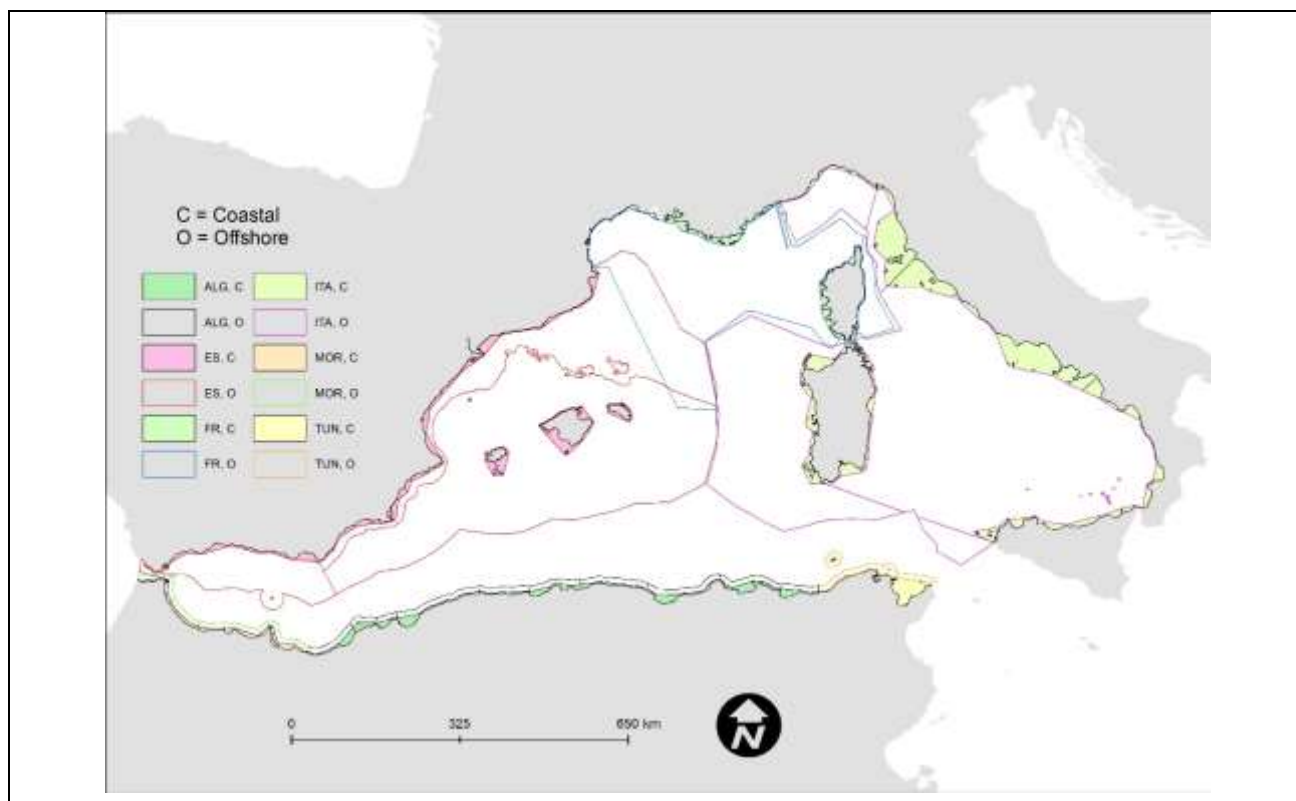 C = Coastal
O = Offshore
ALG, C
ITA, C
ALG, O
ITA, O
ES, C
MOR, C
ES, O
MOR, O
FR, C
TUN, C
FR, O
TUN, O
0 325 650 km
N